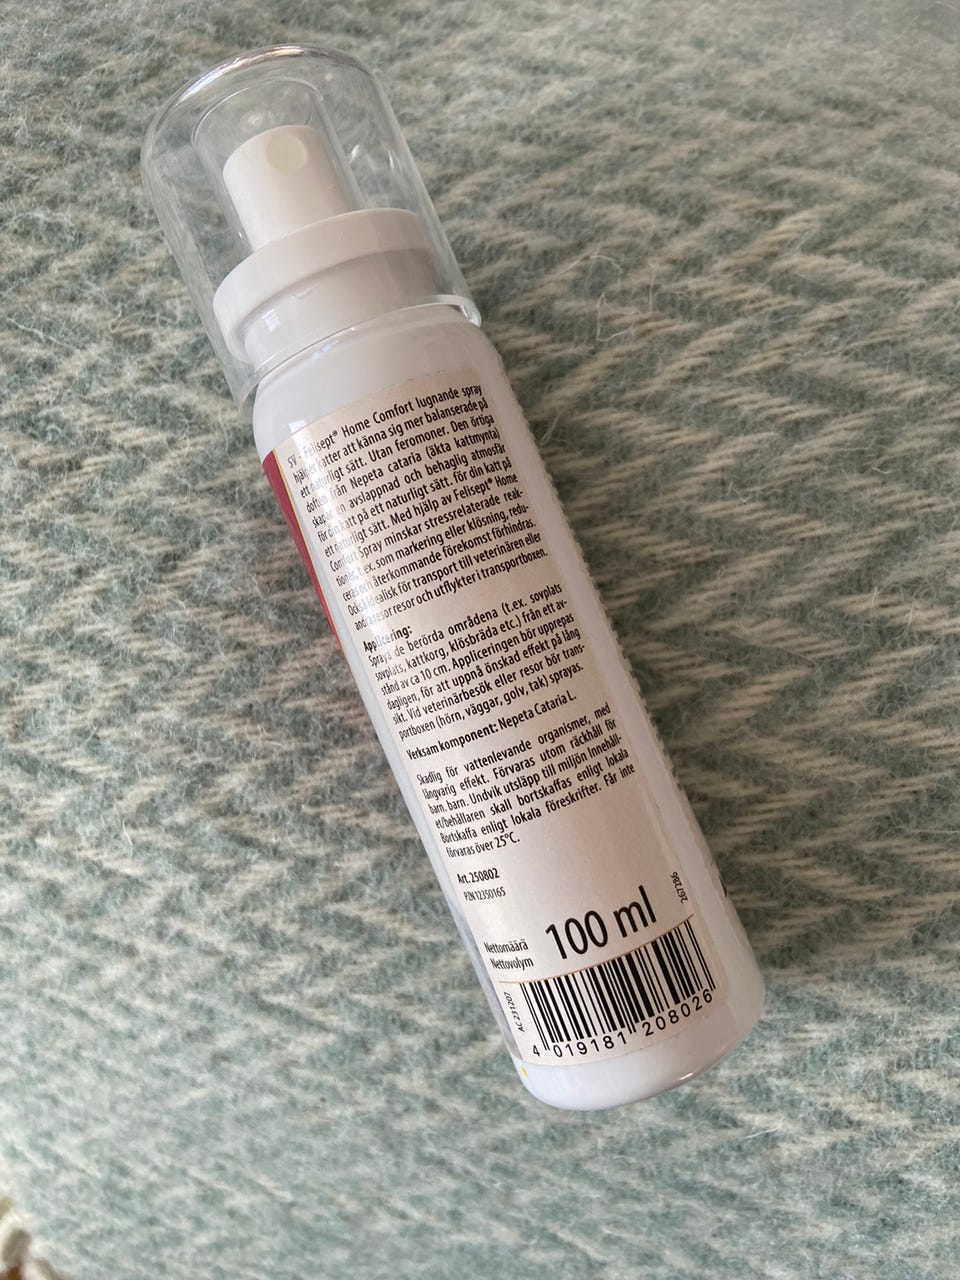 SV - Felisept® Home Comfort lugnande spray
hjälper katter att känna sig mer balanserade på
ett naturligt sätt. Utan feromoner. Den örtiga
doften från Nepeta cataria (äkta kattmynta)
skapar en avslappnad och behaglig atmosfär
för din katt på ett naturligt sätt. för din katt på
ett naturligt sätt. Med hjälp av Felisept® Home
Comfort Spray minskar stressrelaterade reak-
tioner, t.ex. som markering eller klösning, redu-
ceras och återkommande förekomst förhindras.
Också idealisk för transport till veterinären eller
andra resor resor och utflykter i transportboxen.
Applicering:
Spraya de berörda områdena (t.ex. sovplats
sovplats, kattkorg, klösbräda etc.) från ett av-
stånd av ca 10 cm. Appliceringen bör upprepas
dagligen, för att uppnå önskad effekt på lång
sikt. Vid veterinärbesök eller resor bör trans-
portboxen (hörn, väggar, golv, tak) sprayas.
Verksam komponent: Nepeta Cataria L.
Skadlig för vattenlevande organismer, med
långvarig effekt. Förvaras utom räckhåll för
barn. barn. Undvik utsläpp till miljön Innehåll-
et/behållaren skall bortskaffas enligt lokala
Bortskaffa enligt lokala föreskrifter. Får inte
förvaras över 25°C.
Art. 250802
PZN 12350165
267286
Nettomäärä
Nettovolym
100 ml
AC 231207
4 019181 208026